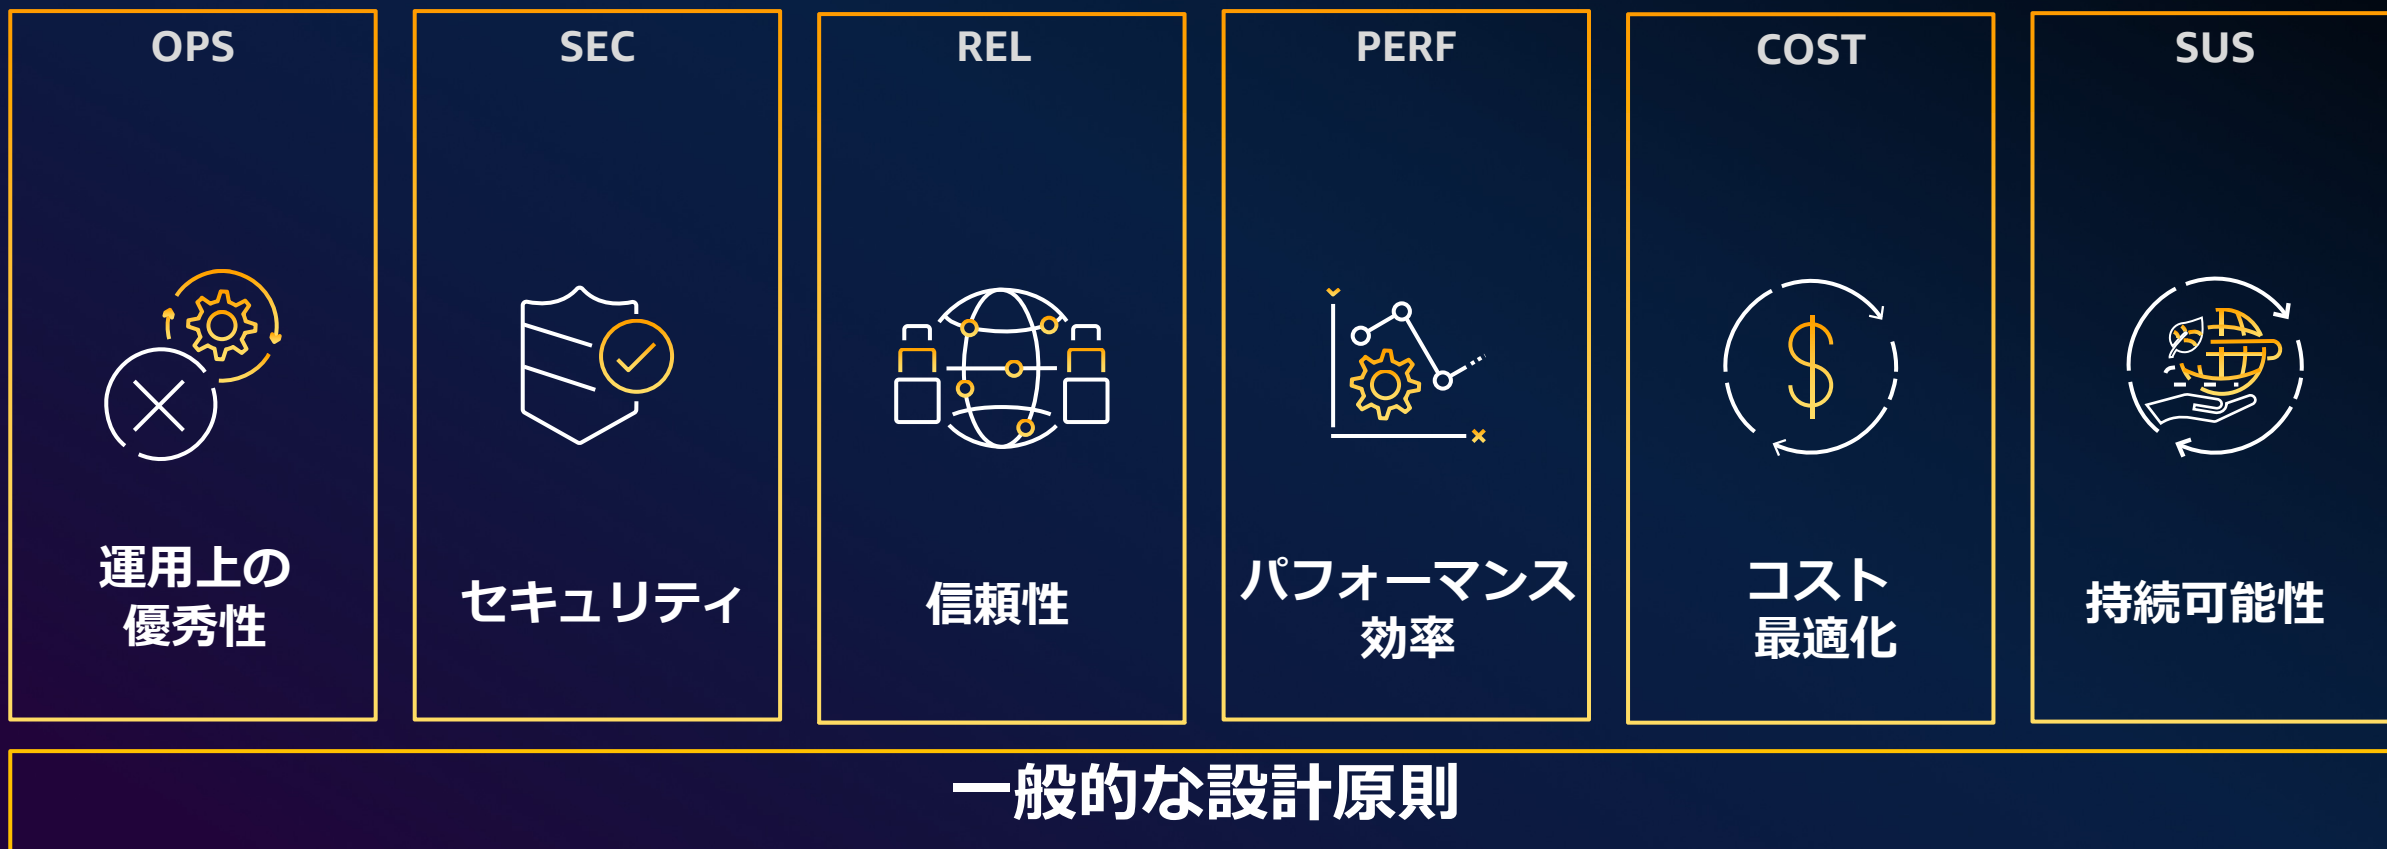 OPS
運用上の
優秀性
SEC
セキュリティ
REL
信頼性
PERF
パフォーマンス
効率
COST
コスト
最適化
SUS
持続可能性
一般的な設計原則